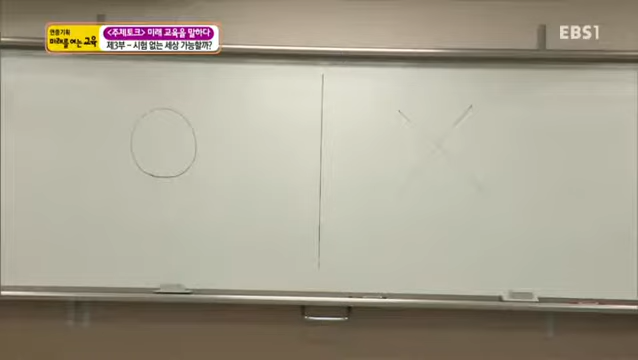 연중기획
미래를 여는 교육
<주제토크> 미래 교육을 말하다
제3부 - 시험 없는 세상 가능할까?
EBS1
O X